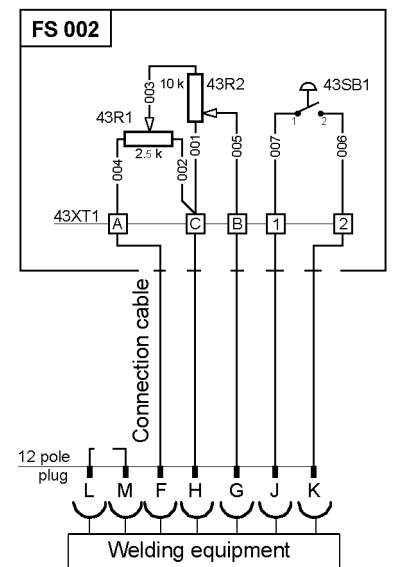 FS 002
003
10 k
43R2
43SB1
43R1
1 2
2.5 k
004
002
001
005
007
006
43XT1
A C B 1 2
Connection cable
12 pole
plug
L M F H G J K
Welding equipment